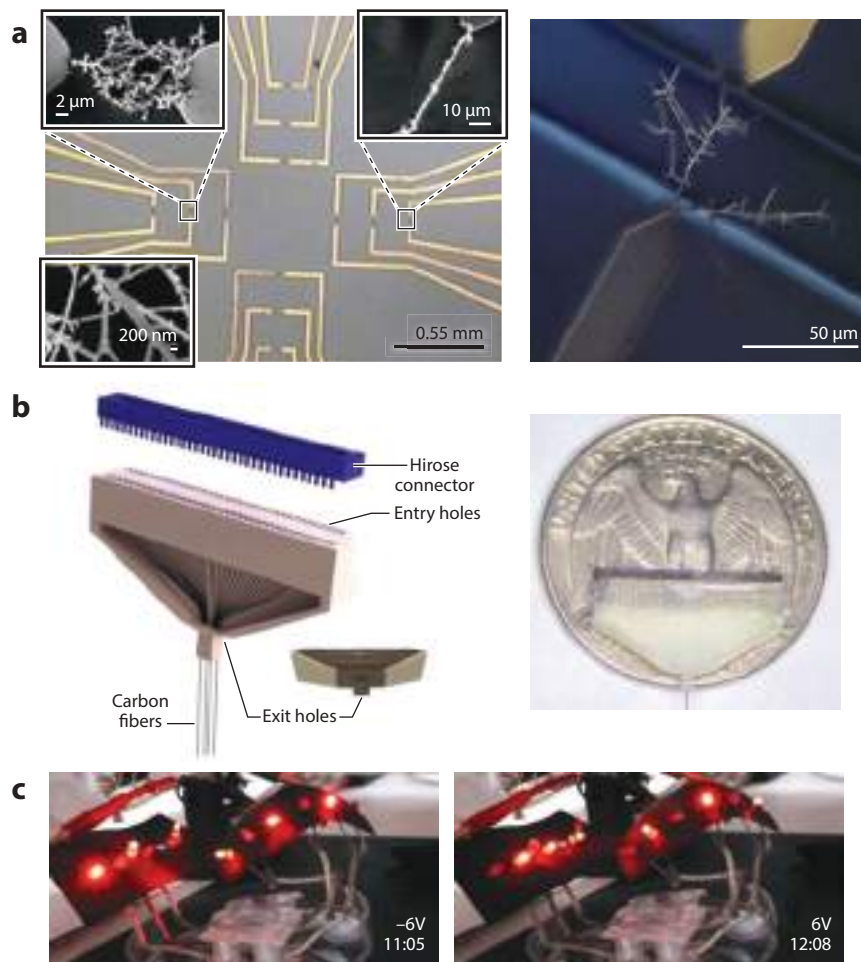 a
2 μm
10 μm
200 nm
0.55 mm
50 μm
b
Hirose
connector
Entry holes
Carbon
fibers
Exit holes
c
–6V
11:05
6V
12:08